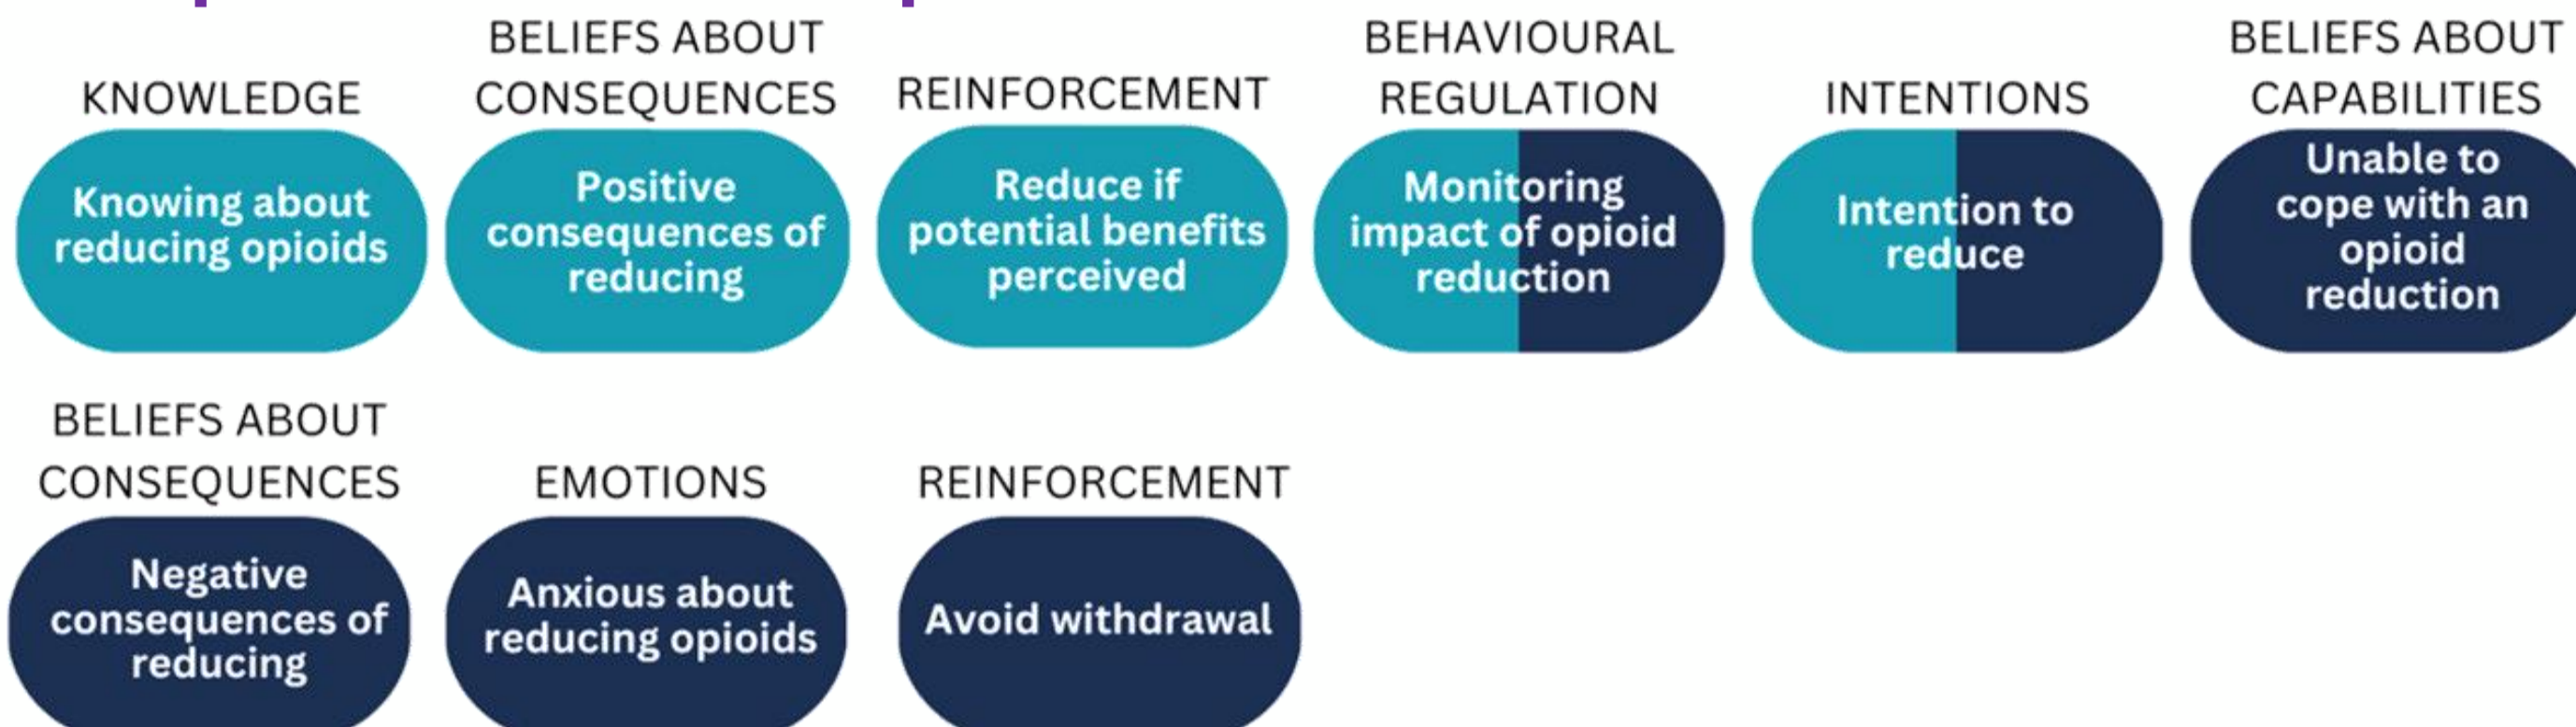 KNOWLEDGE
Knowing about
reducing opioids
BELIEFS ABOUT
CONSEQUENCES
Positive
consequences of
reducing
REINFORCEMENT
Reduce if
potential benefits
perceived
BEHAVIOURAL
REGULATION
Monitoring
impact of opioid
reduction
INTENTIONS
Intention to
reduce
BELIEFS ABOUT
CAPABILITIES
Unable to
cope with an
opioid
reduction
BELIEFS ABOUT
CONSEQUENCES
Negative
consequences of
reducing
EMOTIONS
Anxious about
reducing opioids
REINFORCEMENT
Avoid withdrawal